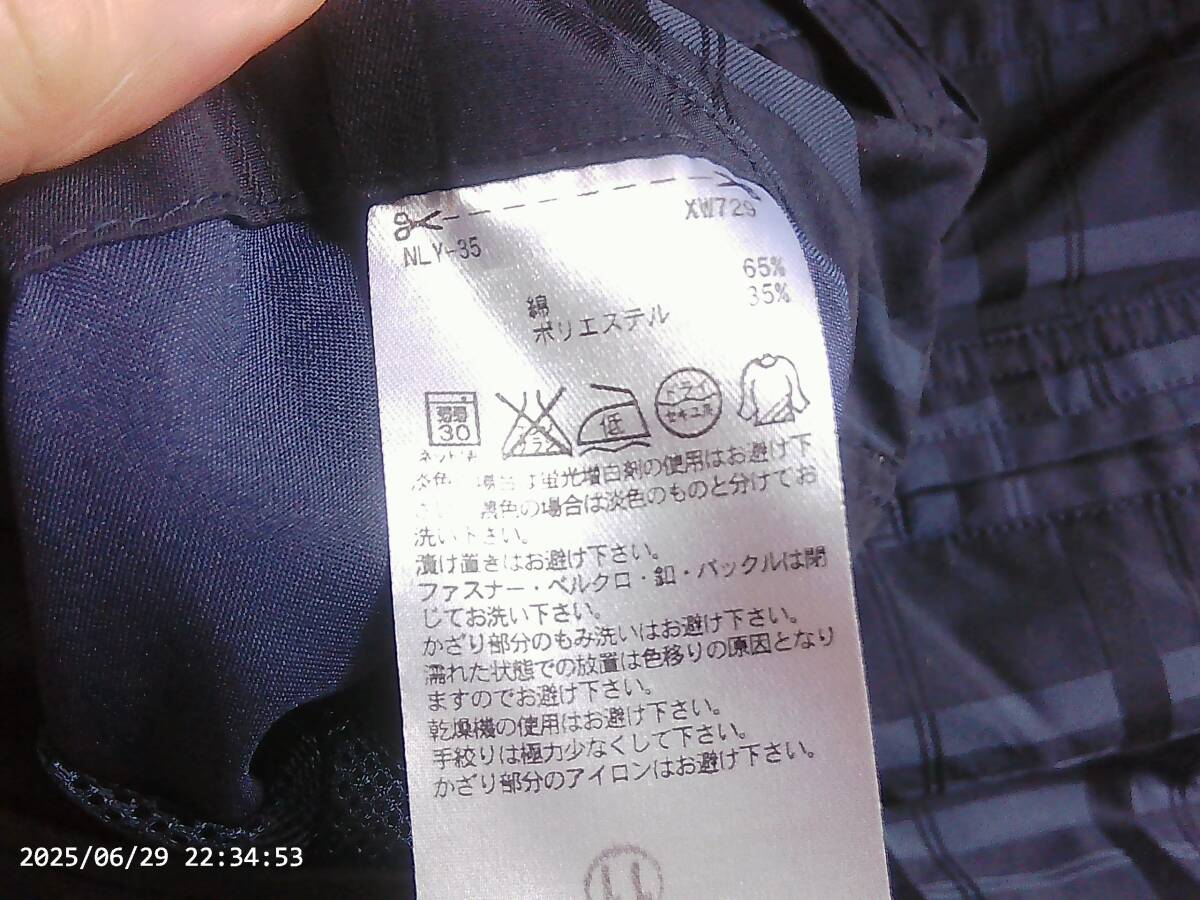 XW729
NLY-35
65%
35%
綿
ポリエステル
30
低
ドライ
セキユ系
淡色の場合は蛍光増白剤の使用はお避け下
黒色の場合は淡色のものと分けてお
洗い下さい。
漬け置きはお避け下さい。
ファスナー・ベルクロ・釦・バックルは閉
じてお洗い下さい。
かざり部分のもみ洗いはお避け下さい。
濡れた状態での放置は色移りの原因となり
ますのでお避け下さい。
乾燥機の使用はお避け下さい。
手絞りは極力少なくして下さい。
かざり部分のアイロンはお避け下さい。
11
2025/06/29 22:34:53